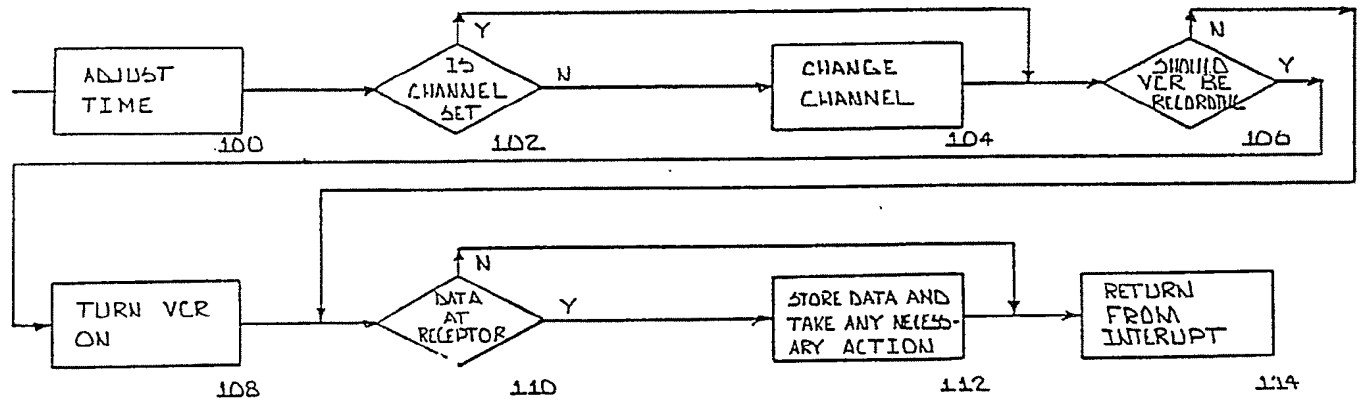 ADJUST
TIME
100
Y
IS
CHANNEL
SET
N
102
CHANGE
CHANNEL
104
N
SHOULD
VCR BE
RECORDING
Y
106
TURN VCR
ON
108
N
DATA
AT
RECEPTOR
Y
110
STORE DATA AND
TAKE ANY NECESS-
ARY ACTION
112
RETURN
FROM
INTERUPT
114